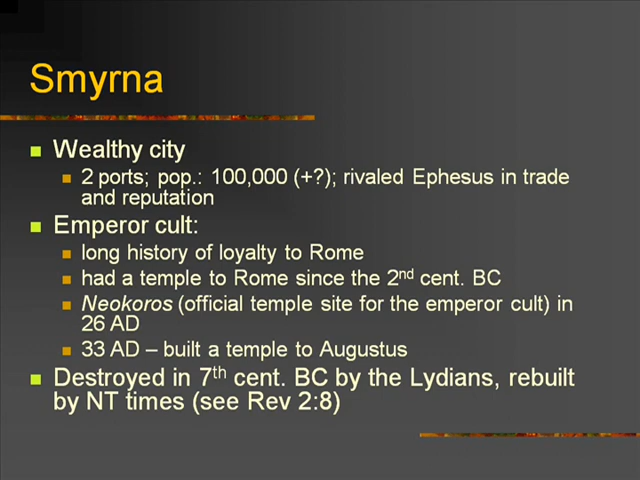 Smyrna
Wealthy city
2 ports; pop.: 100,000 (+?); rivaled Ephesus in trade
and reputation
Emperor cult:
long history of loyalty to Rome
had a temple to Rome since the 2nd cent. BC
Neokoros (official temple site for the emperor cult) in
26 AD
33 AD – built a temple to Augustus
Destroyed in 7th cent. BC by the Lydians, rebuilt
by NT times (see Rev 2:8)